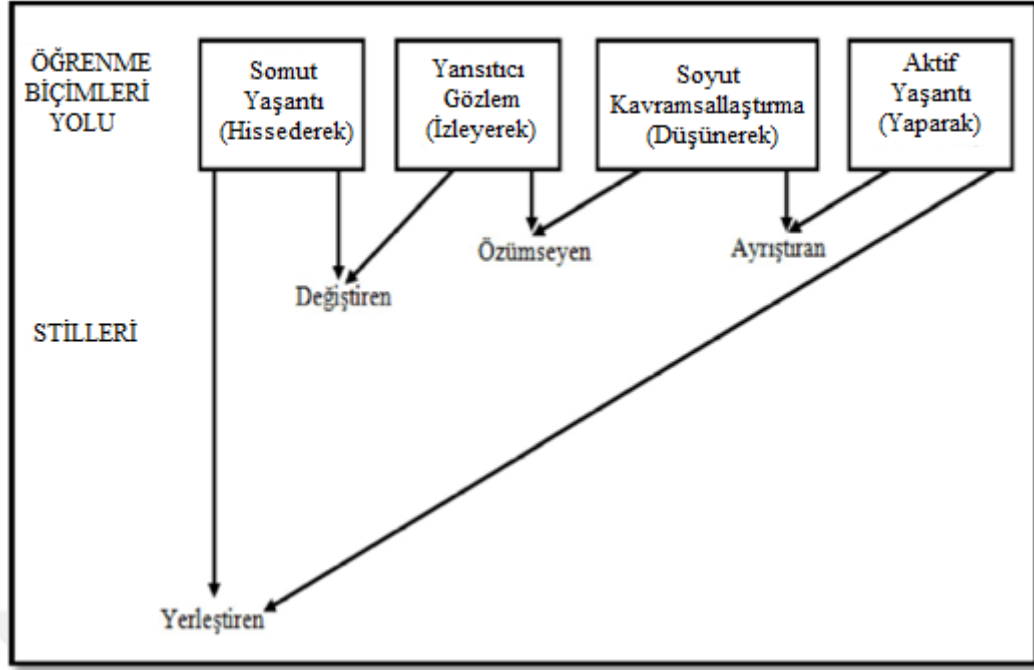 ÖĞRENME
BİÇİMLERİ
YOLU
Somut
Yaşantı
(Hissederek)
Yansıtıcı
Gözlem
(İzleyerek)
Soyut
Kavramsallaştırma
(Düşünerek)
Aktif
Yaşantı
(Yaparak)
Özümseyen
Ayrıştıran
Değiştiren
STİLLERİ
Yerleştiren